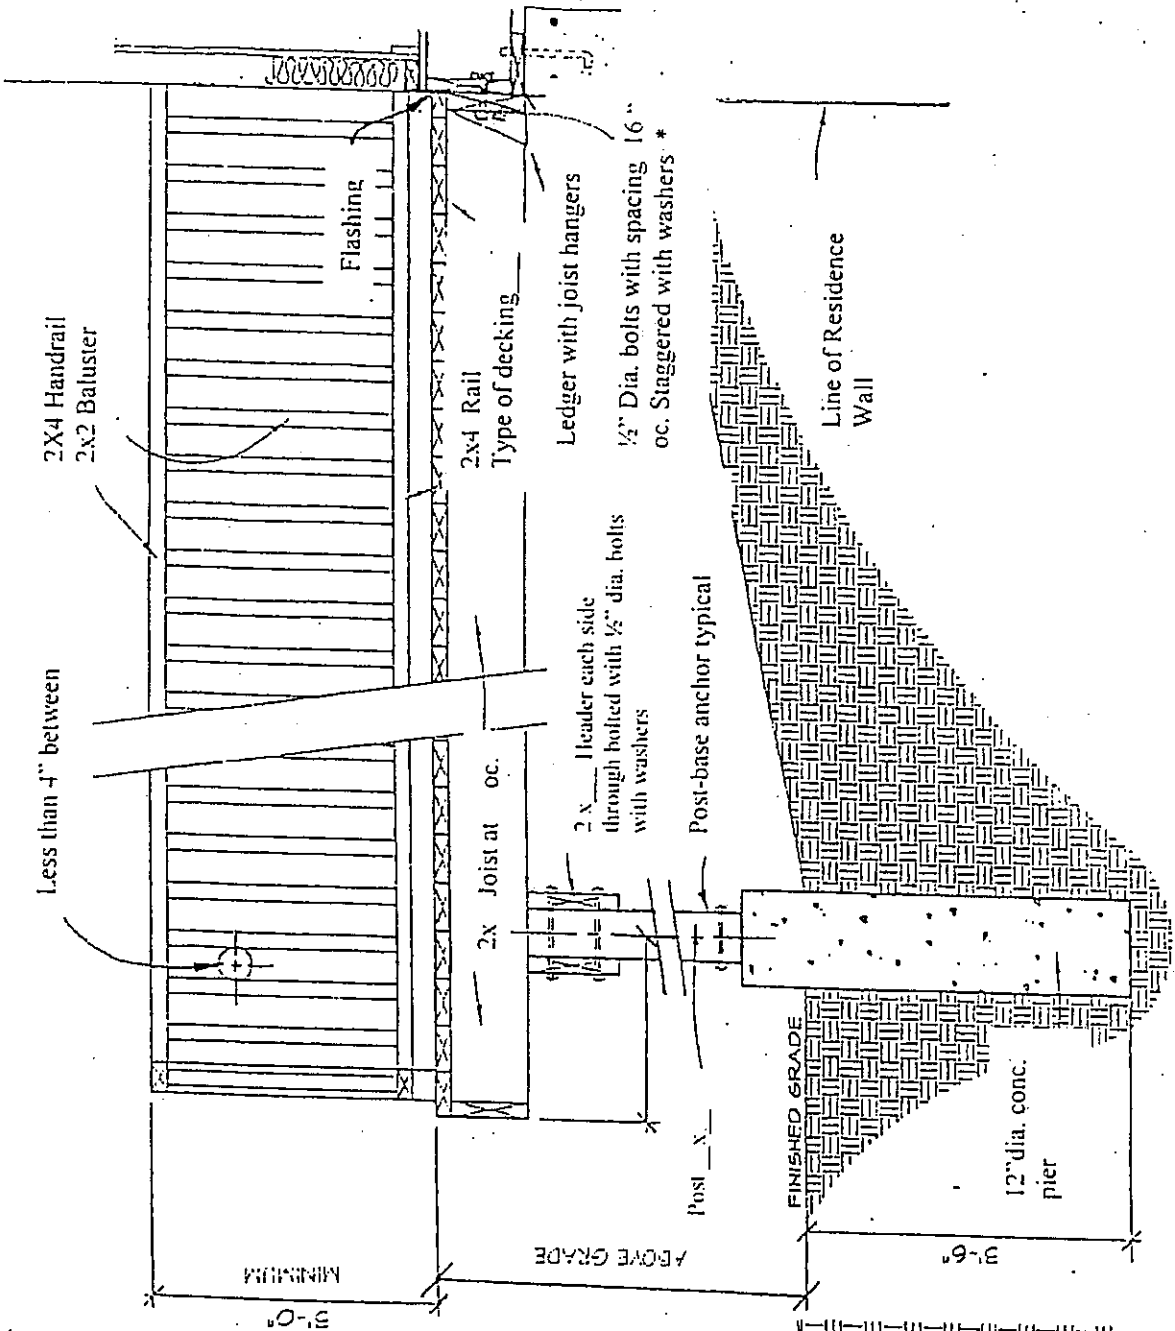 Less than 4" between
2X4 Handrail
2x2 Baluster
Flashing
2x4 Rail
Type of decking___
Ledger with joist hangers
½" Dia. bolts with spacing 16"
oc. Staggered with washers *
2x Joist at oc.
2 x___ Header each side
through bolted with ½" dia. bolts
with washers
Post-base anchor typical
Line of Residence
Wall
Post __x__
FINISHED GRADE
12"dia. conc.
pier
3'-0"
MINIMUM
ABOVE GRADE
3'-6"